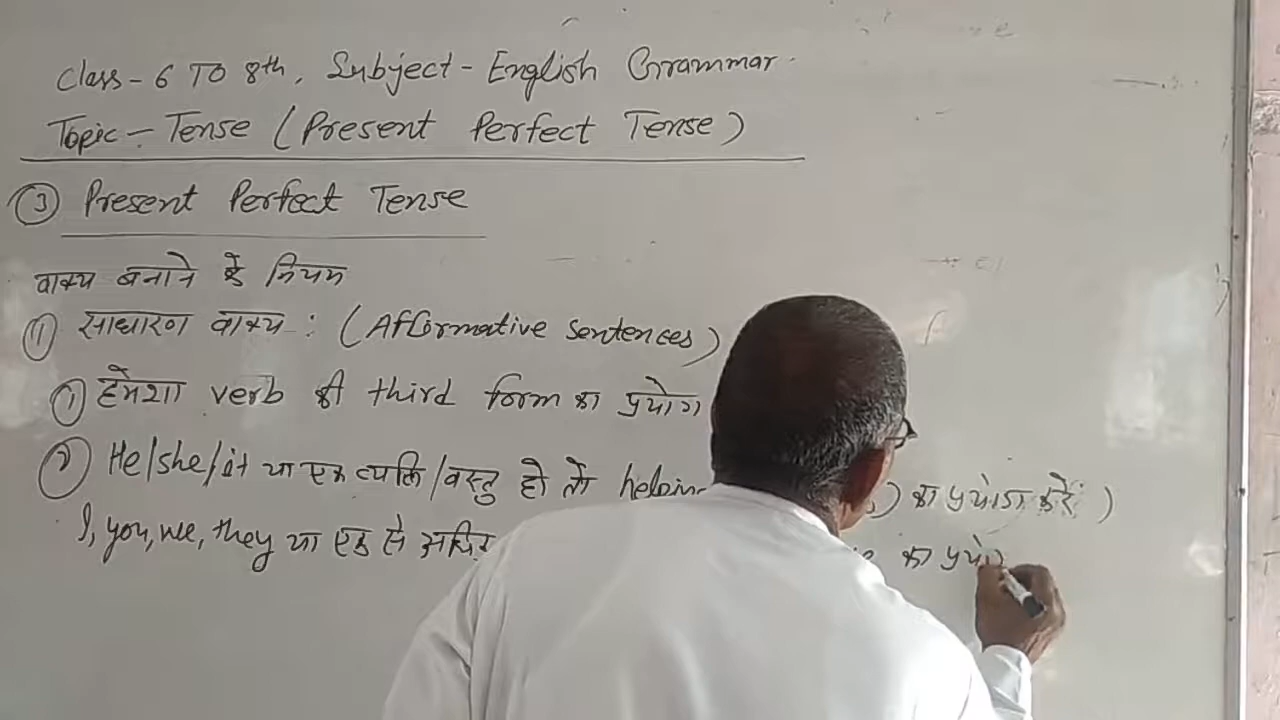 Class - 6 TO 8th, Subject - English Grammar.
Topic - Tense (Present Perfect Tense)
③ Present Perfect Tense
वाक्य बनाने के नियम
① साधारण वाक्य : (Afformative Sentences)
① हमेशा verb की third form का प्रयोग
② He/she/it या एक व्यक्ति/वस्तु हो तो का प्रयोग करें )
I, you, we, they या एक से का